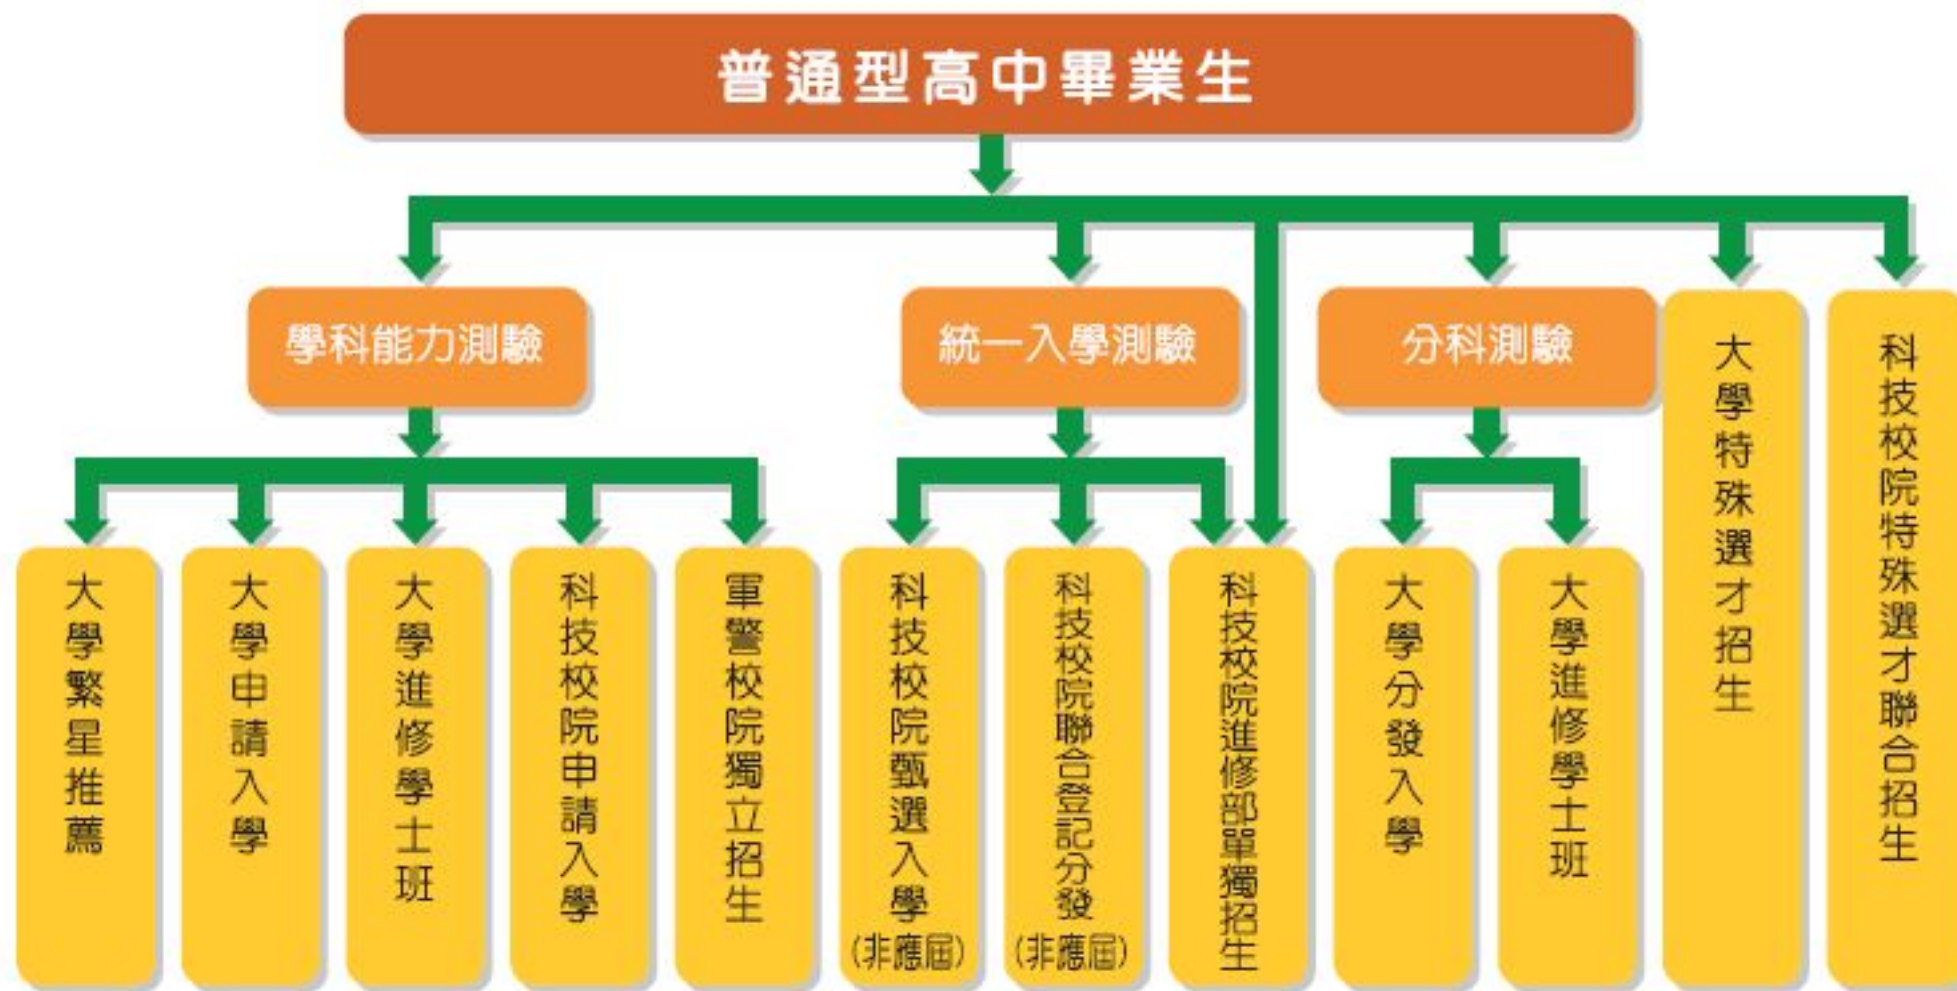 普通型高中畢業生
學科能力測驗
統一入學測驗
分科測驗
大學特殊選才招生
科技校院特殊選才聯合招生
大學繁星推薦
大學申請入學
大學進修學士班
科技校院申請入學
軍警校院獨立招生
科技校院甄選入學
(非應屆)
科技校院聯合登記分發
(非應屆)
科技校院進修部單獨招生
大學分發入學
大學進修學士班